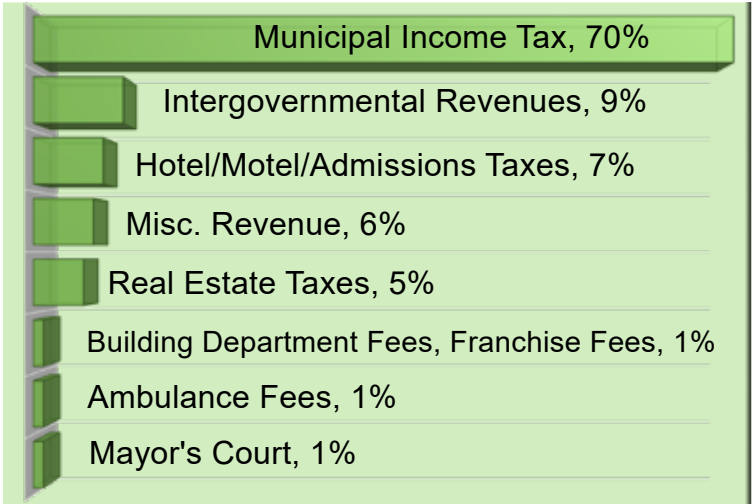 Municipal Income Tax, 70%
Intergovernmental Revenues, 9%
Hotel/Motel/Admissions Taxes, 7%
Misc. Revenue, 6%
Real Estate Taxes, 5%
Building Department Fees, Franchise Fees, 1%
Ambulance Fees, 1%
Mayor's Court, 1%